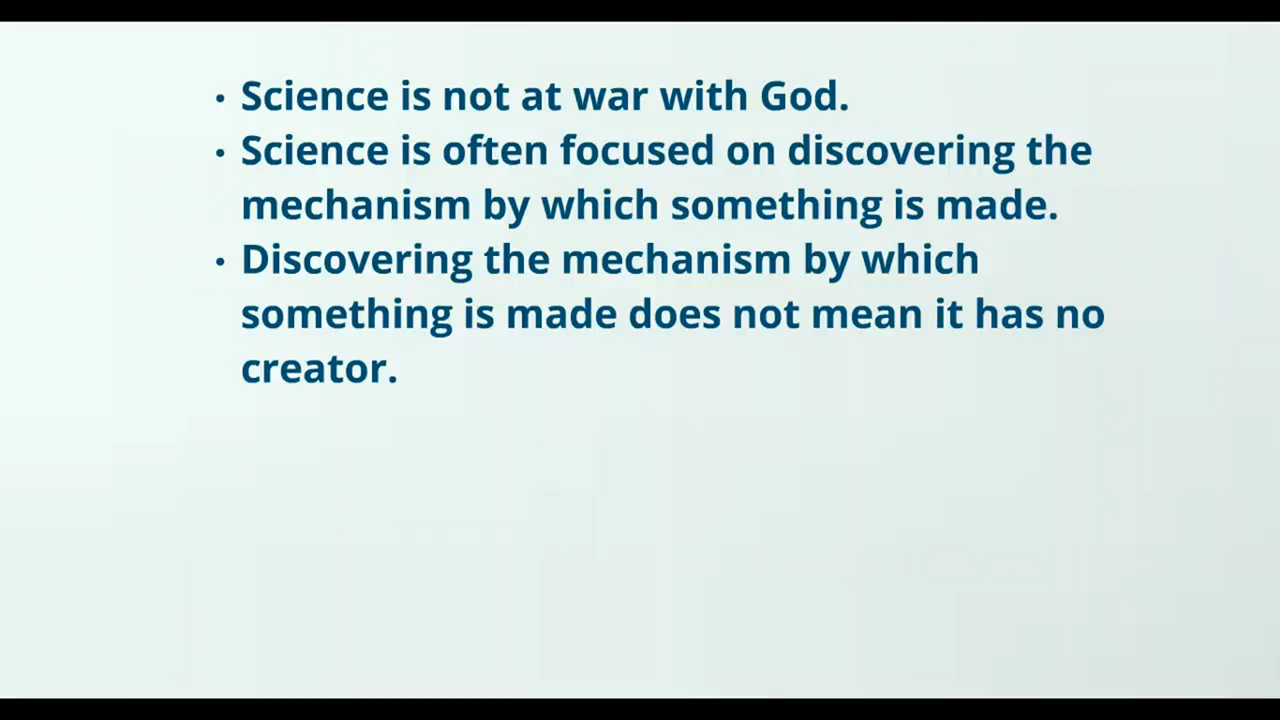 • Science is not at war with God.
• Science is often focused on discovering the
mechanism by which something is made.
• Discovering the mechanism by which
something is made does not mean it has no
creator.